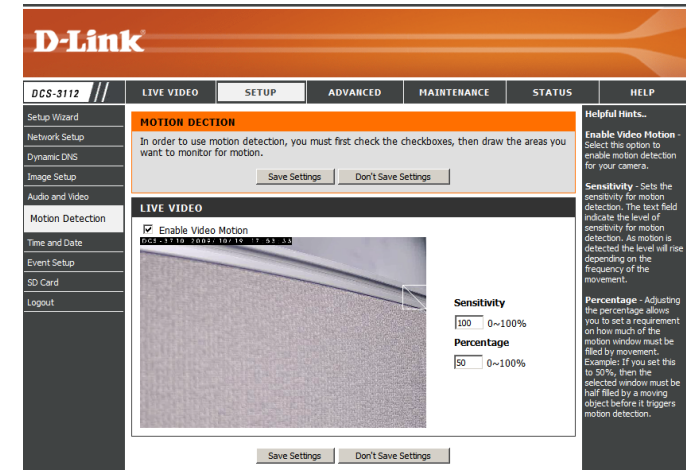 D-Link
DCS-3112 // LIVE VIDEO SETUP ADVANCED MAINTENANCE STATUS HELP
Setup Wizard
Network Setup
Dynamic DNS
Image Setup
Audio and Video
Motion Detection
Time and Date
Event Setup
SD Card
Logout
MOTION DECTION
In order to use motion detection, you must first check the checkboxes, then draw the areas you
want to monitor for motion.
Save Settings Don't Save Settings
LIVE VIDEO
Enable Video Motion
DCS-3710 2009/10/19 17:53:33
Sensitivity
100 0~100%
Percentage
50 0~100%
Save Settings Don't Save Settings
Helpful Hints..
Enable Video Motion -
Select this option to
enable motion detection
for your camera.
Sensitivity - Sets the
sensitivity for motion
detection. The text field
indicate the level of
sensitivity for motion
detection. As motion is
detected the level will rise
depending on the
frequency of the
movement.
Percentage - Adjusting
the percentage allows
you to set a requirement
on how much of the
motion window must be
filled by movement.
Example: If you set this
to 50%, then the
selected window must be
half filled by a moving
object before it triggers
motion detection.